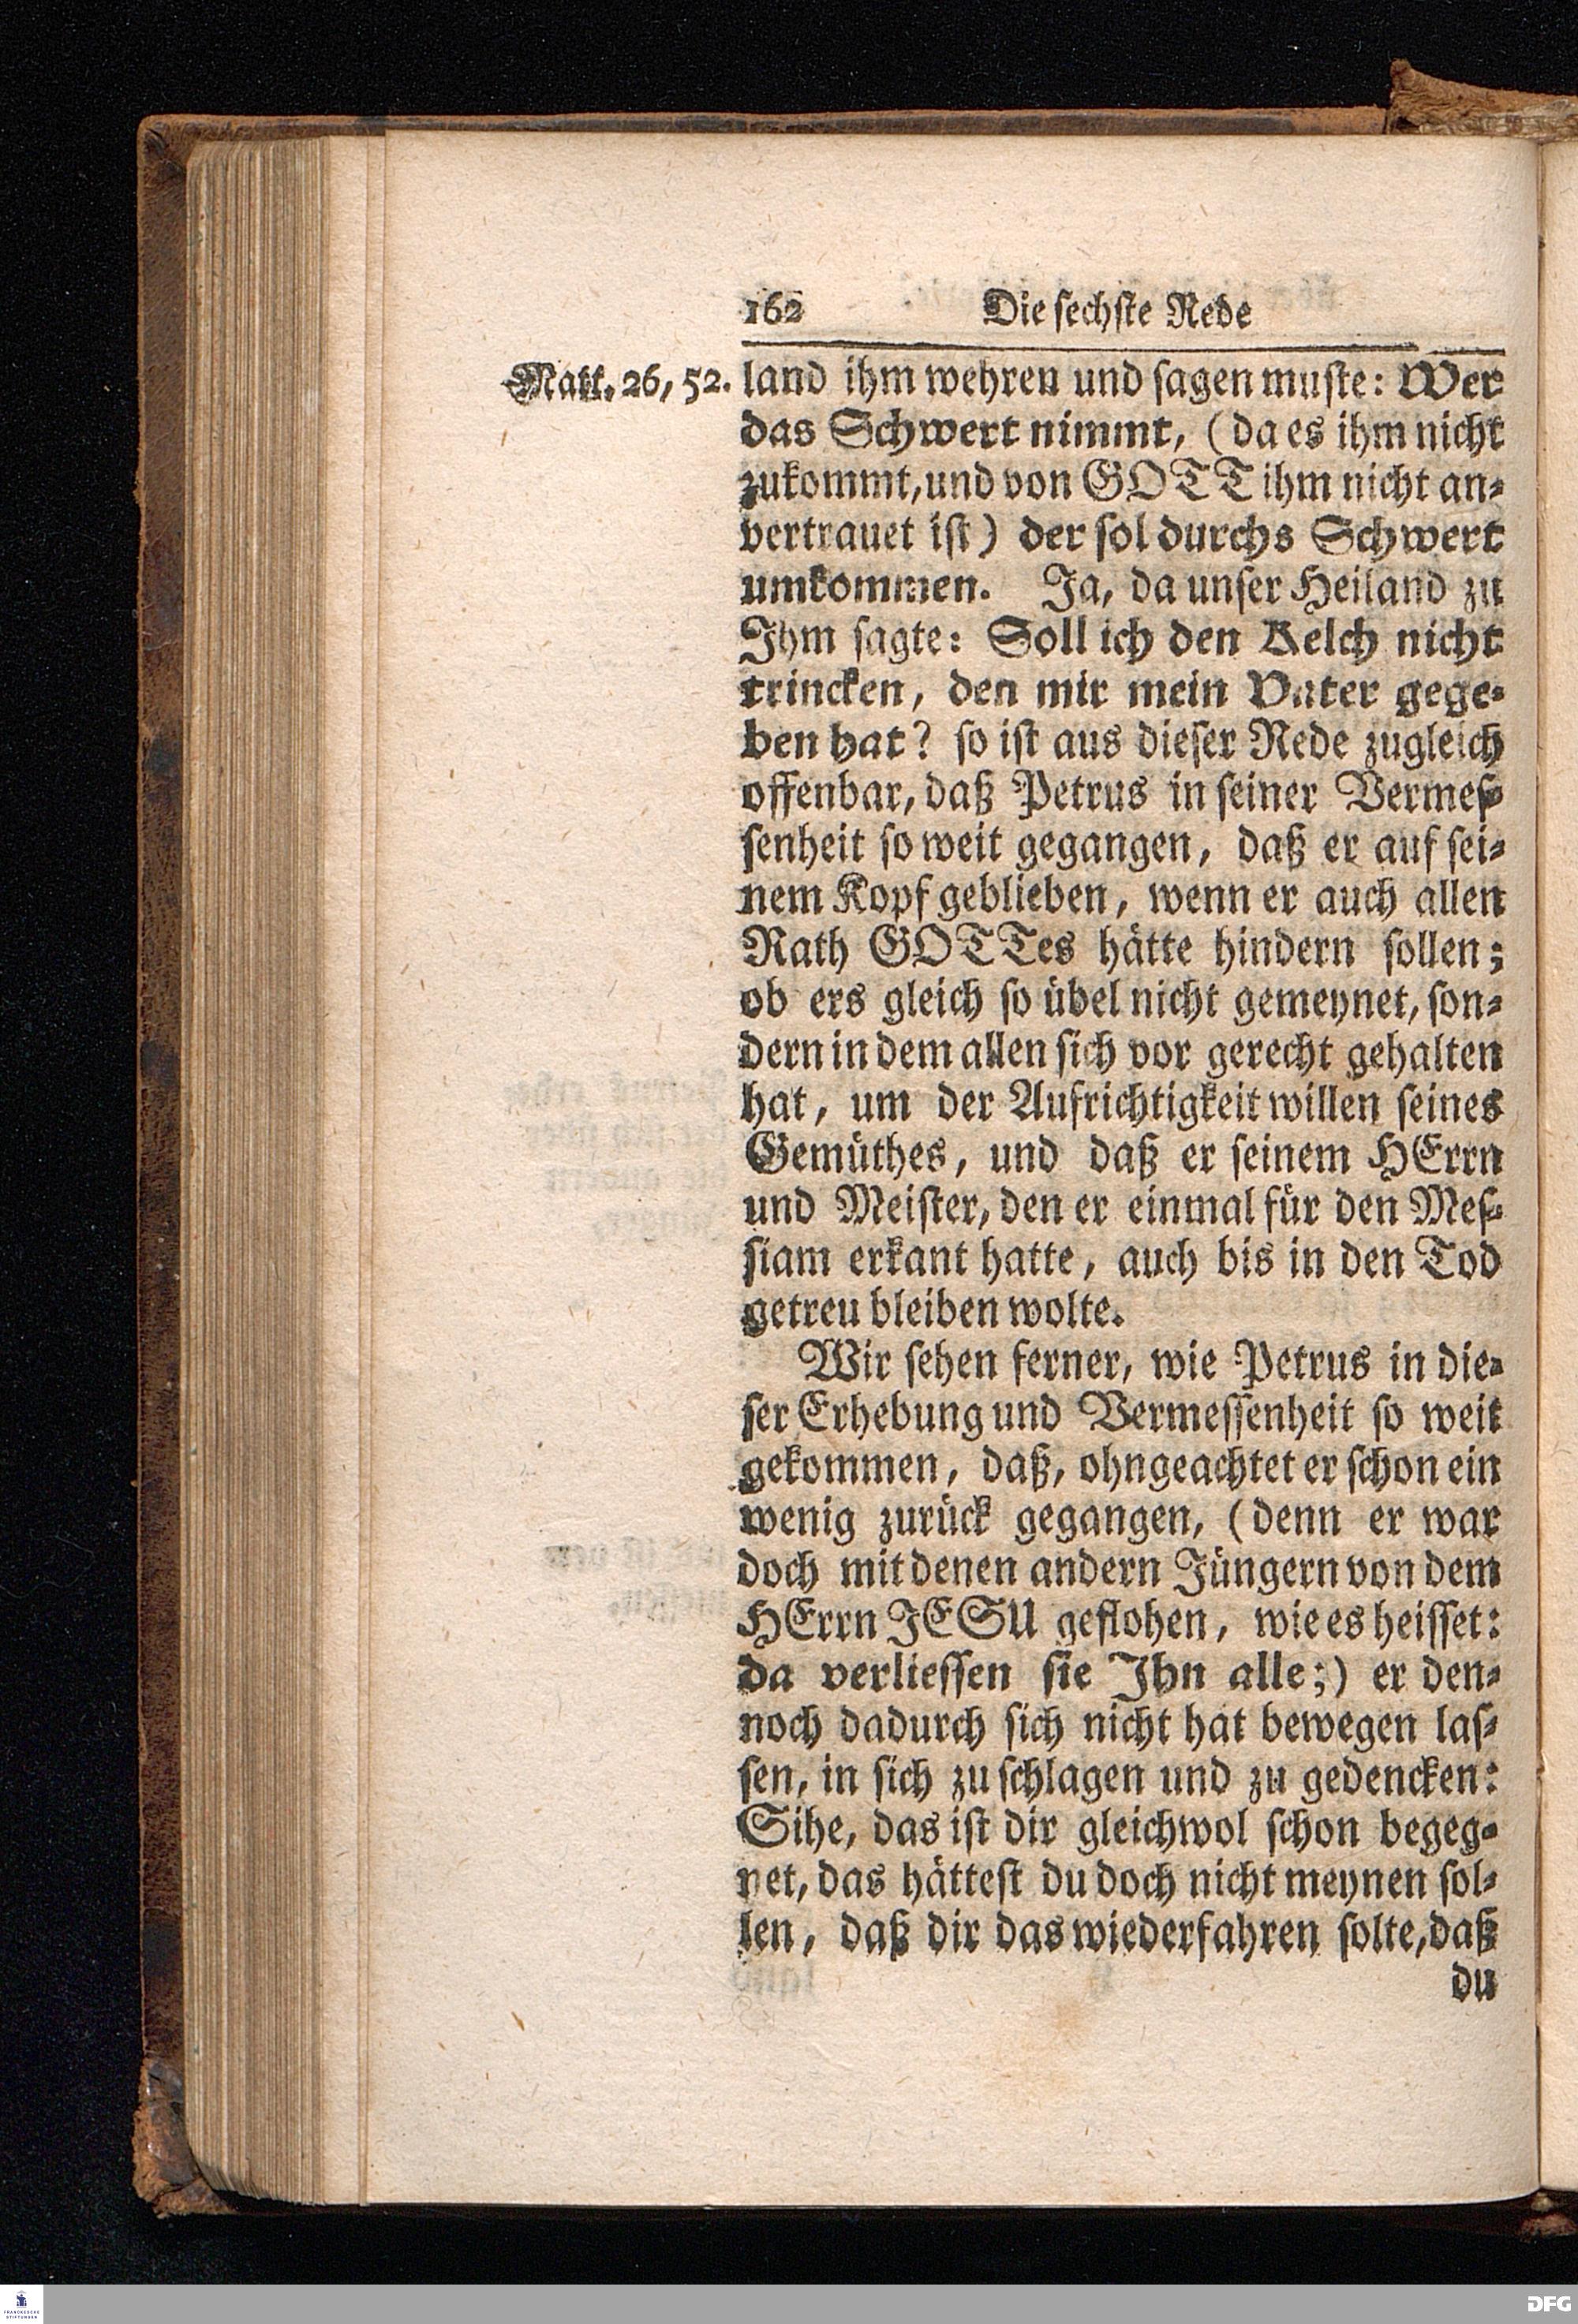 162 Die sechste Rede
Matt. 26, 52.
land ihm wehren und sagen muste: Wer
das Schwert nimmt, (da es ihm nicht
zukommt, und von GOTT ihm nicht an-
vertrauet ist) der sol durchs Schwert
umkommen. Ja, da unser Heiland zu
Ihm sagte: Soll ich den Kelch nicht
trincken, den mir mein Vater gege-
ben hat? so ist aus dieser Rede zugleich
offenbar, daß Petrus in seiner Vermes-
senheit so weit gegangen, daß er auf sei-
nem Kopf geblieben, wenn er auch allen
Rath GOTTes hätte hindern sollen;
ob ers gleich so übel nicht gemeynet, son-
dern in dem allen sich vor gerecht gehalten
hat, um der Aufrichtigkeit willen seines
Gemüthes, und daß er seinem HErrn
und Meister, den er einmal für den Mes-
siam erkant hatte, auch bis in den Tod
getreu bleiben wolte.
Wir sehen ferner, wie Petrus in die-
ser Erhebung und Vermessenheit so weit
gekommen, daß, ohngeachtet er schon ein
wenig zurück gegangen, (denn er war
doch mit denen andern Jüngern von dem
HErrn JESU geflohen, wie es heisset:
da verliessen sie Ihn alle;) er den-
noch dadurch sich nicht hat bewegen las-
sen, in sich zu schlagen und zu gedencken:
Sihe, das ist dir gleichwol schon begeg-
net, das hättest du doch nicht meynen sol-
len, daß dir das wiederfahren solte, daß
du
FRANCKESCHE
STIFTUNGEN
DFG